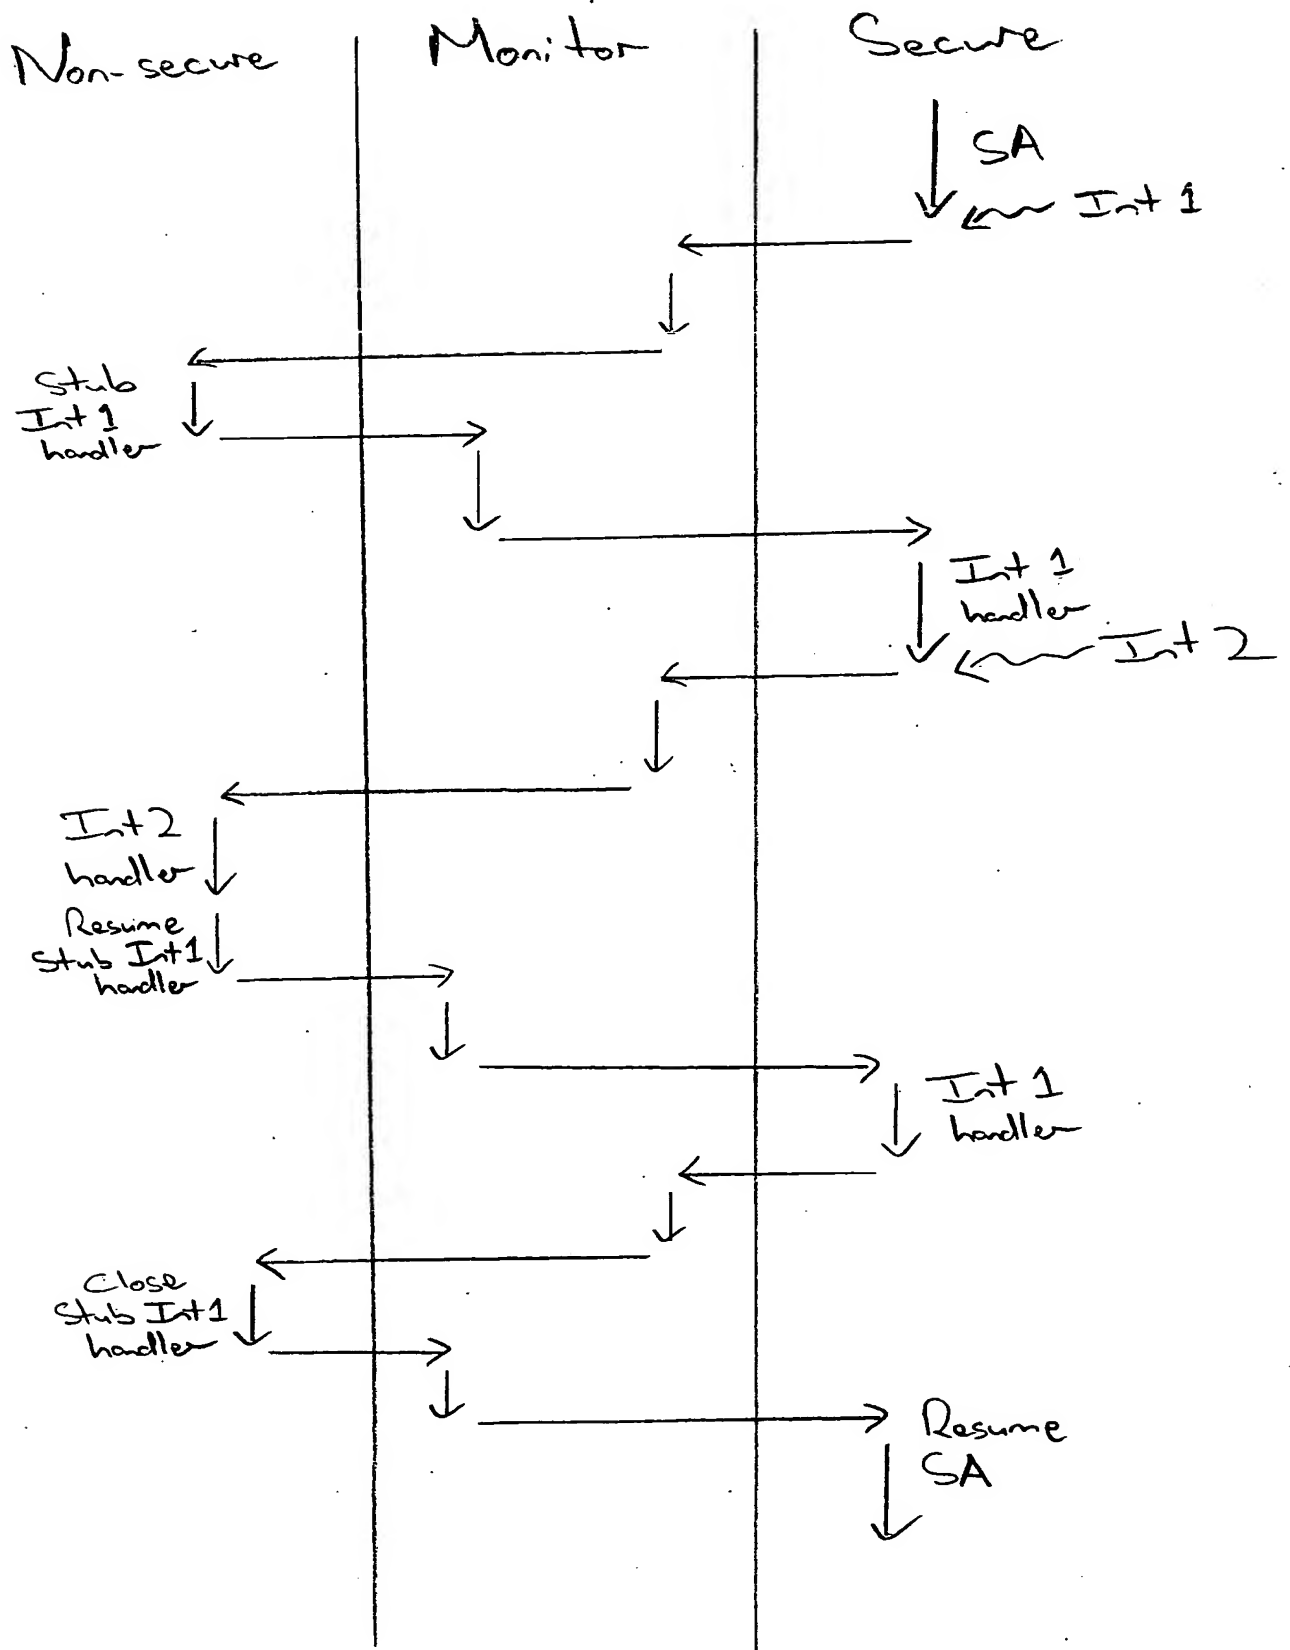 Non-secure
Monitor
Secure
SA
Int 1
Stub
Int 1
handler
Int 1
handler
Int 2
Int 2
handler
Resume
Stub Int 1
handler
Int 1
handler
Close
Stub Int 1
handler
Resume
SA